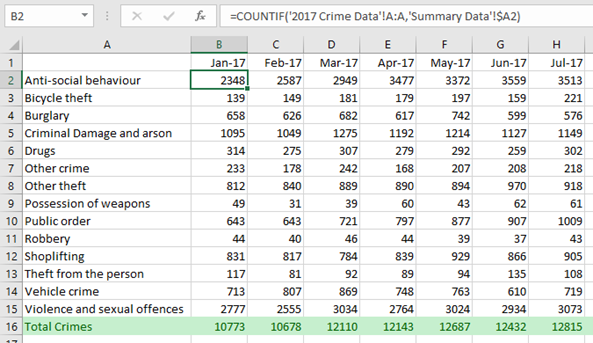 B2 fx =COUNTIF('2017 Crime Data'!A:A,'Summary Data'!$A2)
A B C D E F G H
1 Jan-17 Feb-17 Mar-17 Apr-17 May-17 Jun-17 Jul-17
2 Anti-social behaviour 2348 2587 2949 3477 3372 3559 3513
3 Bicycle theft 139 149 181 179 197 159 221
4 Burglary 658 626 682 617 742 599 576
5 Criminal Damage and arson 1095 1049 1275 1192 1214 1127 1149
6 Drugs 314 275 307 279 292 259 302
7 Other crime 233 178 242 168 207 208 218
8 Other theft 812 840 889 890 894 970 918
9 Possession of weapons 49 31 39 60 43 62 61
10 Public order 643 643 721 797 877 907 1009
11 Robbery 44 40 46 44 39 37 43
12 Shoplifting 831 817 784 839 929 866 905
13 Theft from the person 117 81 92 89 94 135 108
14 Vehicle crime 713 807 869 748 763 610 719
15 Violence and sexual offences 2777 2555 3034 2764 3024 2934 3073
16 Total Crimes 10773 10678 12110 12143 12687 12432 12815